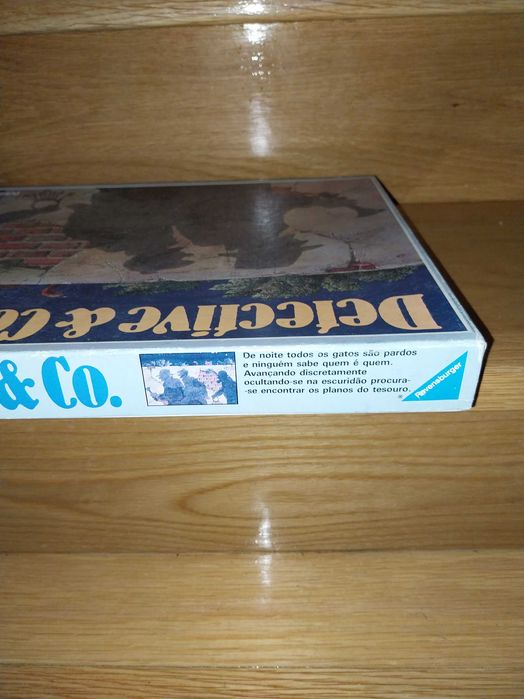 Detective & Co
& Co.
De noite todos os gatos são pardos
e ninguém sabe quem é quem.
Avançando discretamente
ocultando-se na escuridão procura-
-se encontrar os planos do tesouro.
Ravensburger
®